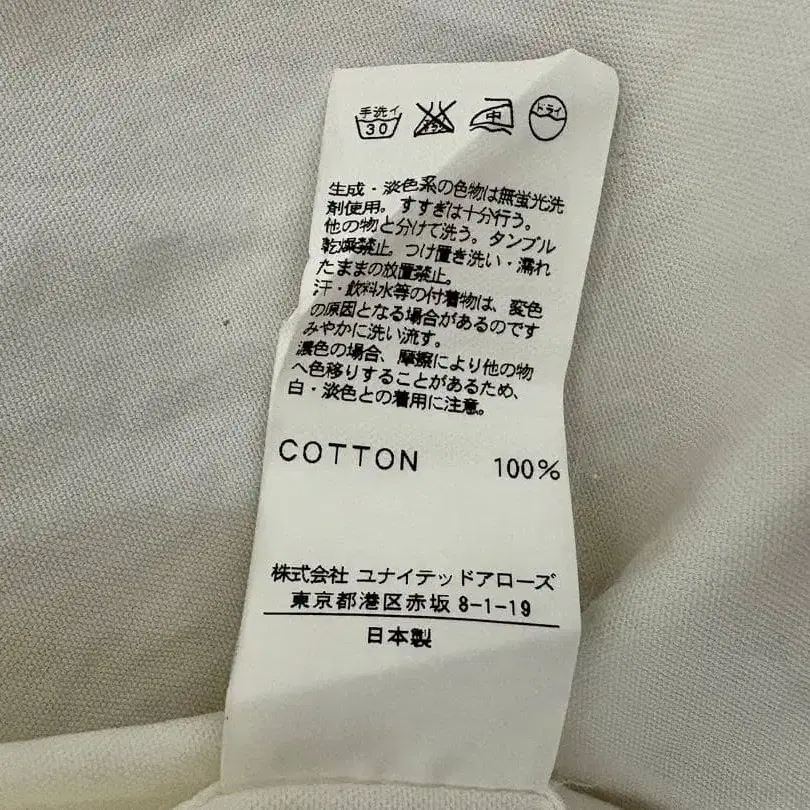 手洗イ
30
エンソサラシ
中
ドライ
生成・淡色系の色物は無蛍光洗
剤使用。すすぎは十分行う。
他の物と分けて洗う。タンブル
乾燥禁止。つけ置き洗い・濡れ
たままの放置禁止。
汗・飲料水等の付着物は、変色
の原因となる場合があるのです
みやかに洗い流す。
濃色の場合、摩擦により他の物
へ色移りすることがあるため、
白・淡色との着用に注意。
COTTON 100%
株式会社 ユナイテッドアローズ
東京都港区赤坂 8-1-19
日本製